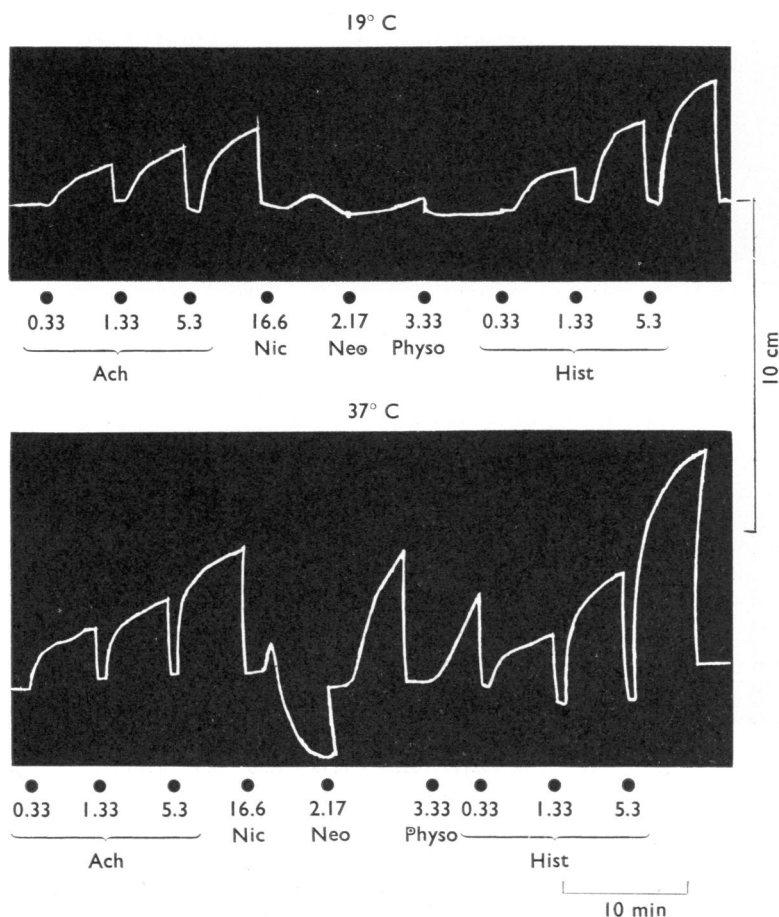 19° C
0.33 1.33 5.3 16.6 2.17 3.33 0.33 1.33 5.3
Nic Neo Physo
Ach Hist
10 cm
37° C
0.33 1.33 5.3 16.6 2.17 3.33 0.33 1.33 5.3
Nic Neo Physo
Ach Hist
10 min